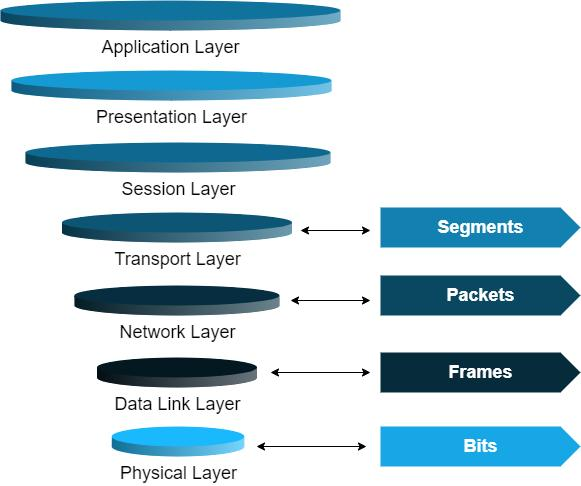 Application Layer
Presentation Layer
Session Layer
Segments
Transport Layer
Packets
Network Layer
Frames
Data Link Layer
Bits
Physical Layer